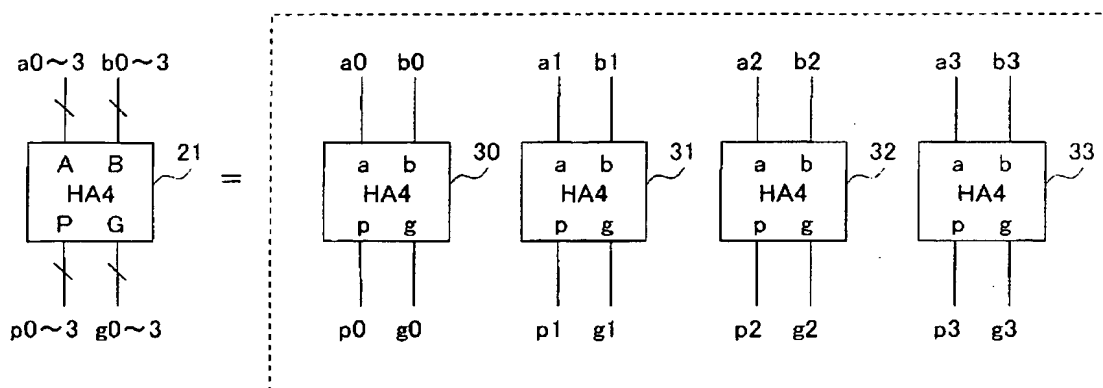 a0～3 b0～3
A B
HA4
P G
21
p0～3 g0～3
=
a0 b0
a b
HA4
p g
30
p0 g0
a1 b1
a b
HA4
p g
31
p1 g1
a2 b2
a b
HA4
p g
32
p2 g2
a3 b3
a b
HA4
p g
33
p3 g3